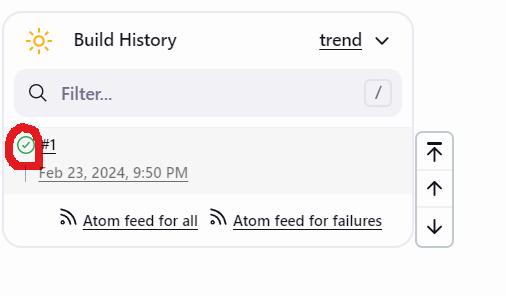 Build History trend
Filter... /
#1
Feb 23, 2024, 9:50 PM
Atom feed for all Atom feed for failures